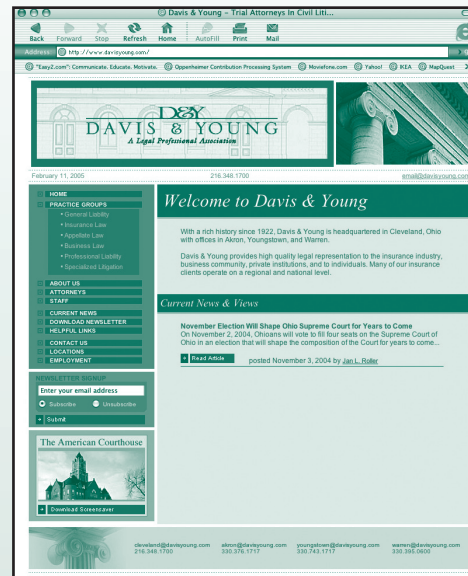 Davis & Young – Trial Attorneys In Civil Liti...
Back Forward Stop Refresh Home AutoFill Print Mail
Address http://www.davisyoung.com/
"Easy2.com": Communicate. Educate. Motivate. Oppenheimer Contribution Processing System Moviefone.com Yahoo! IKEA MapQuest
D&Y
DAVIS & YOUNG
A Legal Professional Association
February 11, 2005 216.348.1700 email@davisyoung.com
HOME
PRACTICE GROUPS
• General Liability
• Insurance Law
• Appellate Law
• Business Law
• Professional Liability
• Specialized Litigation
ABOUT US
ATTORNEYS
STAFF
CURRENT NEWS
DOWNLOAD NEWSLETTER
HELPFUL LINKS
CONTACT US
LOCATIONS
EMPLOYMENT
NEWSLETTER SIGNUP
Enter your email address
Subscribe Unsubscribe
Submit
The American Courthouse
Download Screensaver
Welcome to Davis & Young
With a rich history since 1922, Davis & Young is headquartered in Cleveland, Ohio
with offices in Akron, Youngstown, and Warren.
Davis & Young provides high quality legal representation to the insurance industry,
business community, private institutions, and to individuals. Many of our insurance
clients operate on a regional and national level.
Current News & Views
November Election Will Shape Ohio Supreme Court for Years to Come
On November 2, 2004, Ohioans will vote to fill four seats on the Supreme Court of
Ohio in an election that will shape the composition of the Court for years to come...
Read Article posted November 3, 2004 by Jan L. Roller
cleveland@davisyoung.com akron@davisyoung.com youngstown@davisyoung.com warren@davisyoung.com
216.348.1700 330.376.1717 330.743.1717 330.395.0600